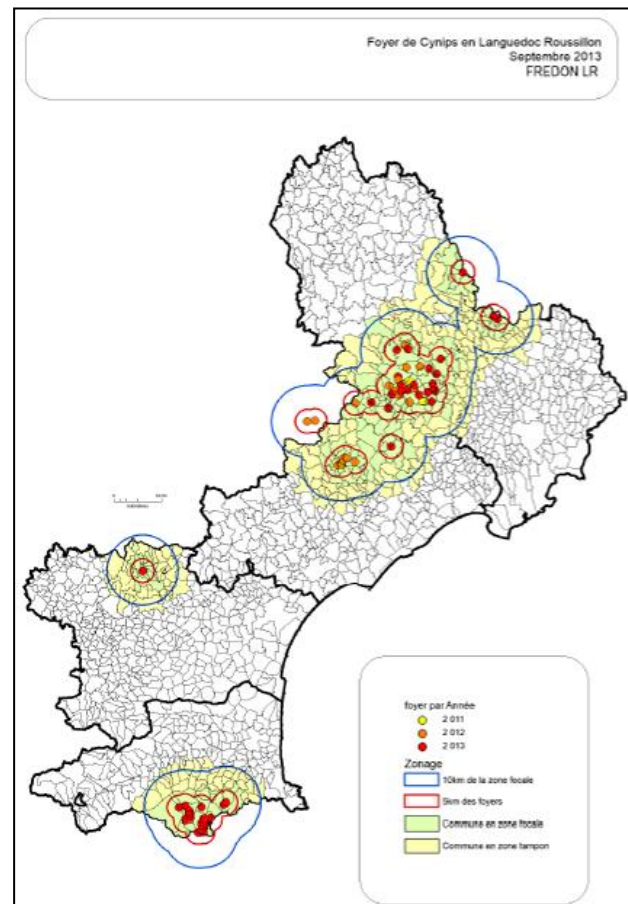 Foyer de Cynips en Languedoc Roussillon
Septembre 2013
FREDON LR
foyer par Année
2 011
2 012
2 013
Zonage
10km de la zone focale
5km des foyers
Commune en zone focale
Commune en zone tampon